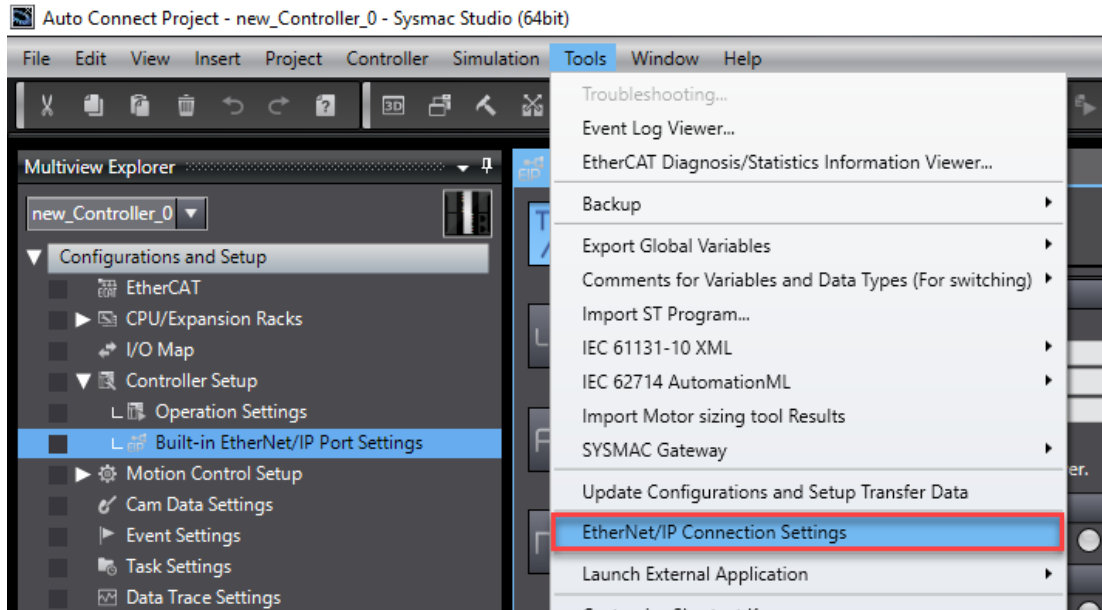 Auto Connect Project - new_Controller_0 - Sysmac Studio (64bit)
File Edit View Insert Project Controller Simulation Tools Window Help
3D
Multiview Explorer
new_Controller_0
Configurations and Setup
EtherCAT
CPU/Expansion Racks
I/O Map
Controller Setup
Operation Settings
Built-in EtherNet/IP Port Settings
Motion Control Setup
Cam Data Settings
Event Settings
Task Settings
Data Trace Settings
EIP
Troubleshooting...
Event Log Viewer...
EtherCAT Diagnosis/Statistics Information Viewer...
Backup
Export Global Variables
Comments for Variables and Data Types (For switching)
Import ST Program...
IEC 61131-10 XML
IEC 62714 AutomationML
Import Motor sizing tool Results
SYSMAC Gateway
Update Configurations and Setup Transfer Data
EtherNet/IP Connection Settings
Launch External Application
er.